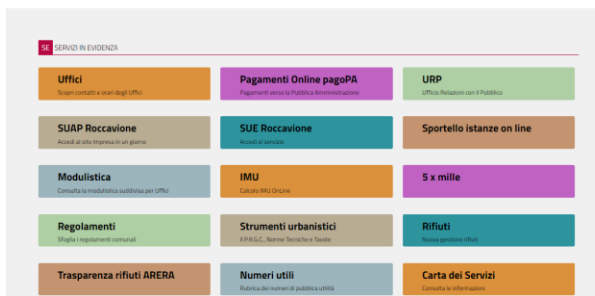 SE SERVIZI IN EVIDENZA
Uffici
Scopri contatti e orari degli Uffici
Pagamenti Online pagoPA
Pagamenti verso la Pubblica Amministrazione
URP
Ufficio Relazioni con il Pubblico
SUAP Roccavione
Accedi al sito Impresa in un giorno
SUE Roccavione
Accedi al servizio
Sportello istanze on line
Modulistica
Consulta la modulistica suddivisa per Uffici
IMU
Calcolo IMU OnLine
5 x mille
Regolamenti
Sfoglia i regolamenti comunali
Strumenti urbanistici
Il P.R.G.C., Norme Tecniche e Tavole
Rifiuti
Nuova gestione rifiuti
Trasparenza rifiuti ARERA
Numeri utili
Rubrica dei numeri di pubblica utilità
Carta dei Servizi
Consulta le informazioni